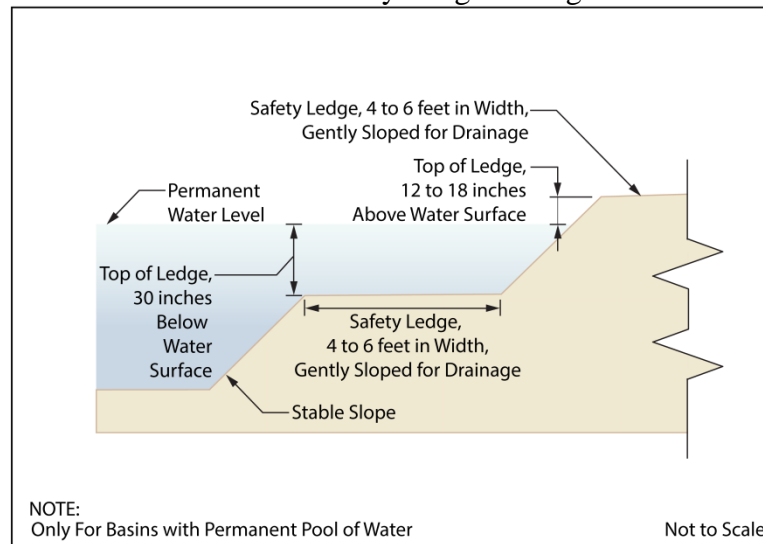 Safety Ledge, 4 to 6 feet in Width,
Gently Sloped for Drainage
Top of Ledge,
12 to 18 inches
Above Water Surface
Permanent
Water Level
Top of Ledge,
30 inches
Below
Water
Surface
Safety Ledge,
4 to 6 feet in Width,
Gently Sloped for Drainage
Stable Slope
NOTE:
Only For Basins with Permanent Pool of Water
Not to Scale